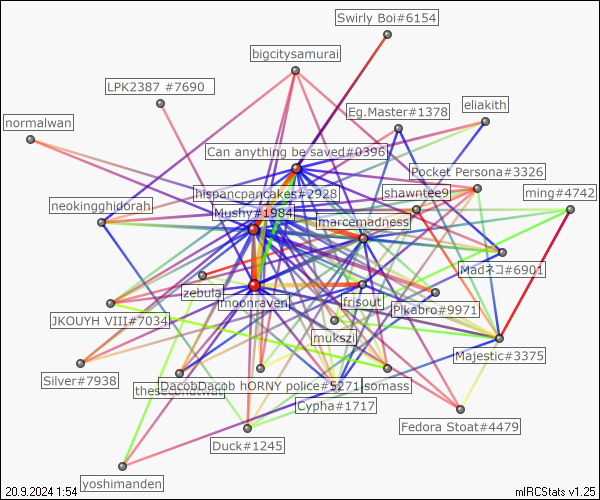 Swirly Boi#6154
bigcitysamurai
LPK2387 #7690
Eg.Master#1378
eliakith
normalwan
Can anything be saved#0396
Pocket Persona#3326
hispancoancakes#2928
shawntee9
ming#4742
neokingghidorah
Mushy#1984
marcemadness
Madネコ#6901
zebula
moonraven
frisout
Pikabro#9971
JKOUYH VIII#7034
mukszi
Majestic#3375
Silver#7938
thesecondtwat
DacobDacob hORNY police#5271
somass
Cypha#1717
Fedora Stoat#4479
Duck#1245
yoshimanden
20.9.2024 1:54
mIRCStats v1.25